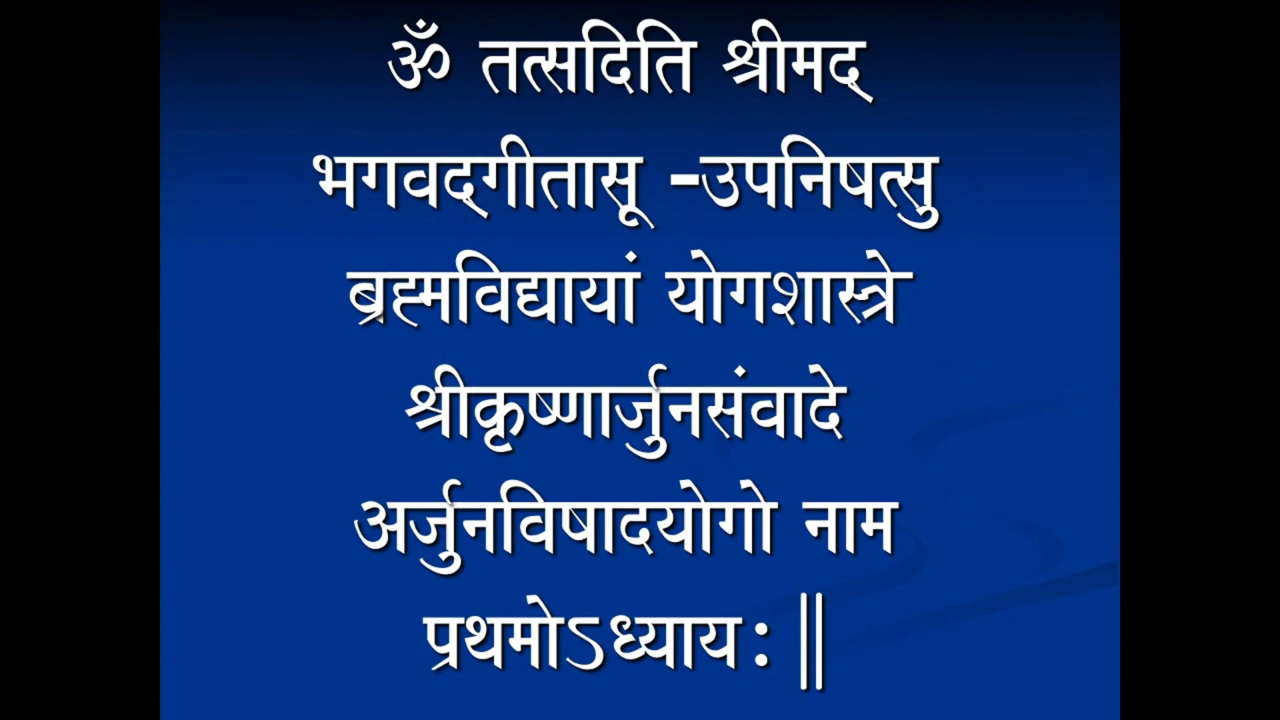 ॐ तत्सदिति श्रीमद्
भगवद्‌गीतासू -उपनिषत्सु
ब्रह्मविद्यायां योगशास्त्रे
श्रीकृष्णार्जुनसंवादे
अर्जुनविषादयोगो नाम
प्रथमोऽध्याय: ||